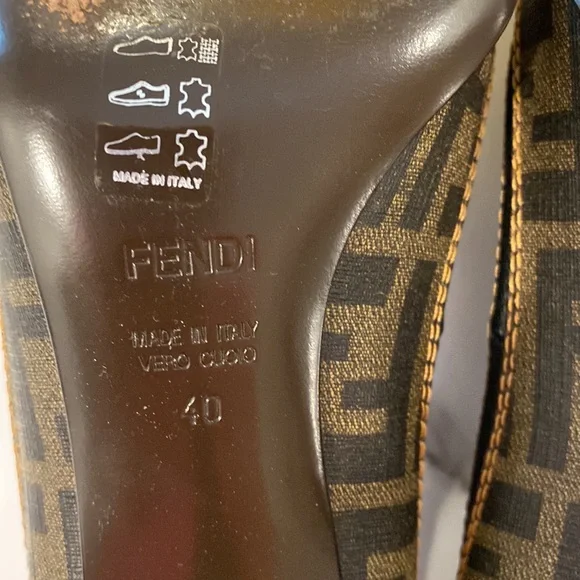 MADE IN ITALY
FENDI
MADE IN ITALY
VERO CUOIO
40